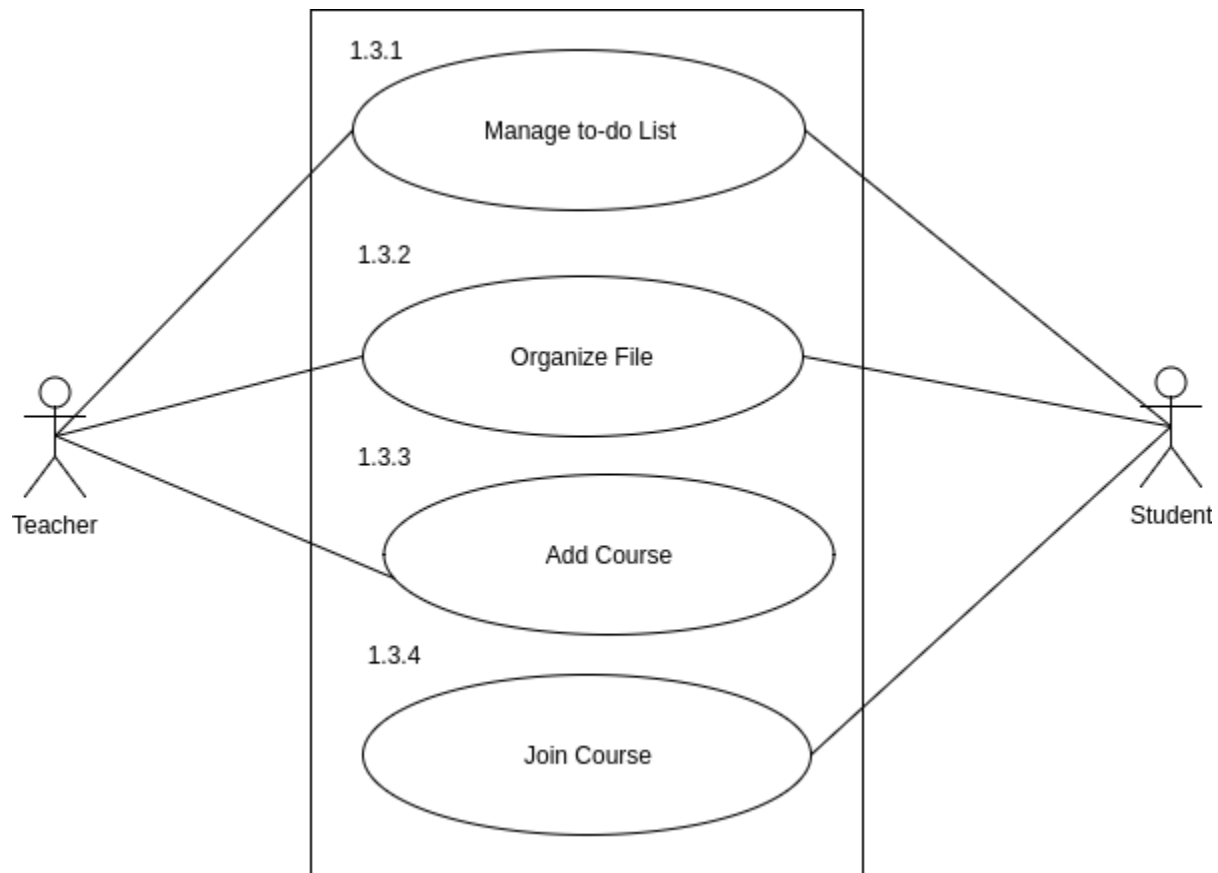 1.3.1
Manage to-do List
1.3.2
Organize File
1.3.3
Teacher
Student
Add Course
1.3.4
Join Course